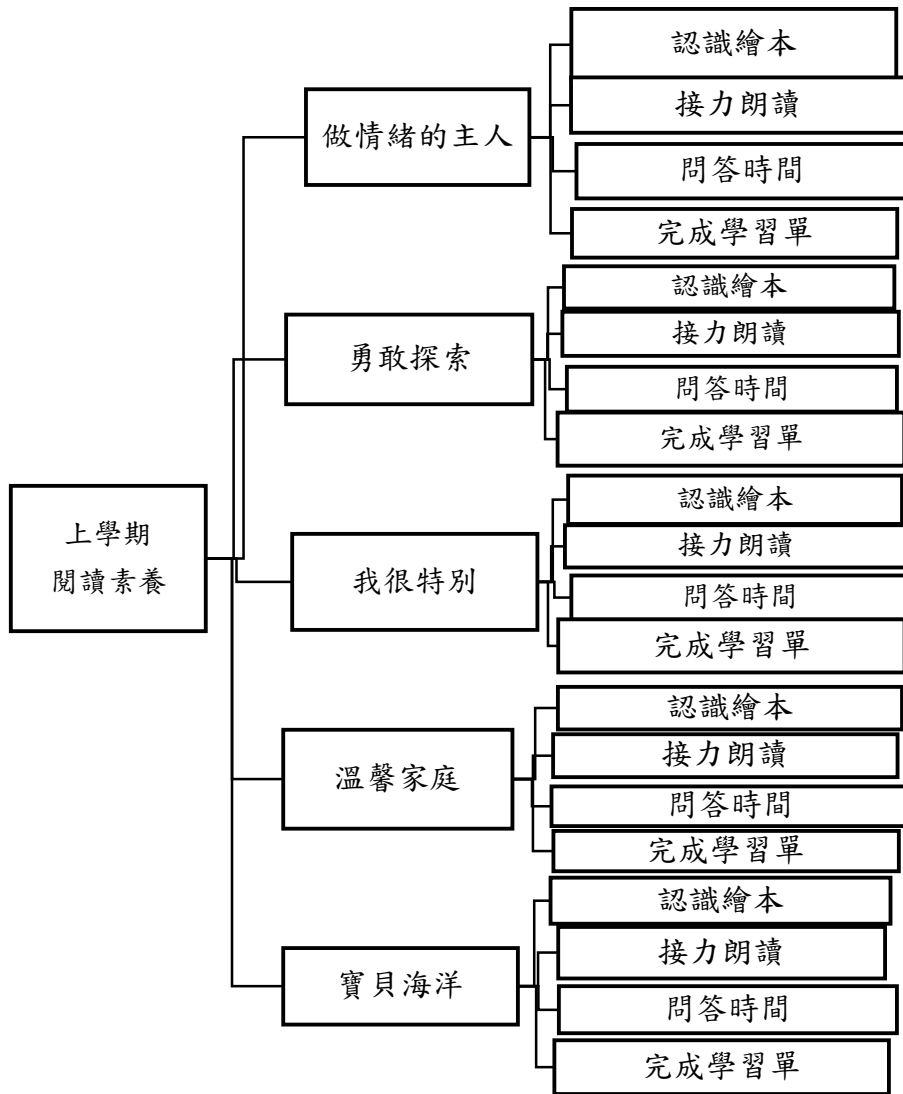 上學期
閱讀素養
做情緒的主人
認識繪本
接力朗讀
問答時間
完成學習單
勇敢探索
認識繪本
接力朗讀
問答時間
完成學習單
我很特別
認識繪本
接力朗讀
問答時間
完成學習單
溫馨家庭
認識繪本
接力朗讀
問答時間
完成學習單
寶貝海洋
認識繪本
接力朗讀
問答時間
完成學習單